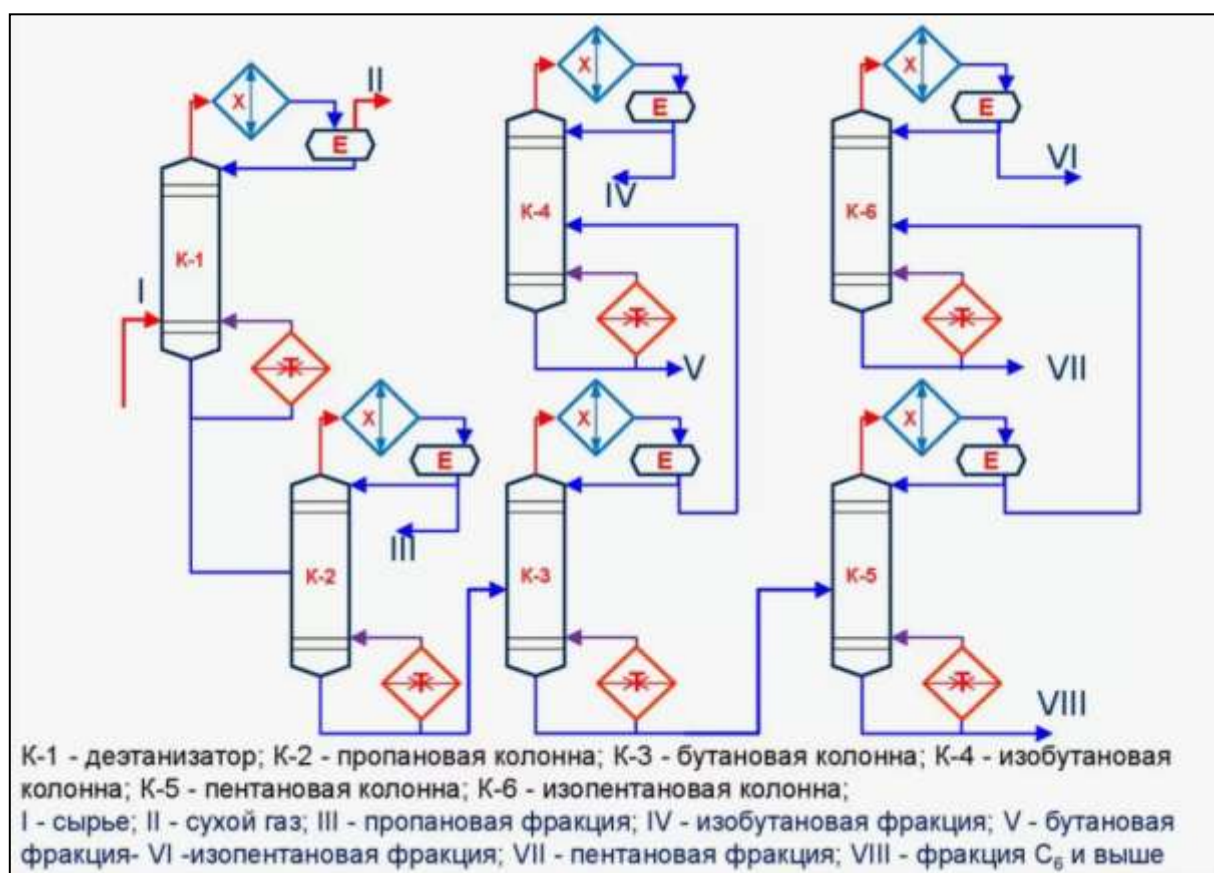 II
X
E
I
К-1
T
X
E
IV
К-4
T
V
X
E
VI
К-6
T
VII
X
E
III
К-2
T
X
E
К-3
T
X
E
К-5
T
VIII
К-1 - деэтанизатор; К-2 - пропановая колонна; К-3 - бутановая колонна; К-4 - изобутановая
колонна; К-5 - пентановая колонна; К-6 - изопентановая колонна;
I - сырье; II - сухой газ; III - пропановая фракция; IV - изобутановая фракция; V - бутановая
фракция- VI -изопентановая фракция; VII - пентановая фракция; VIII - фракция С₆ и выше